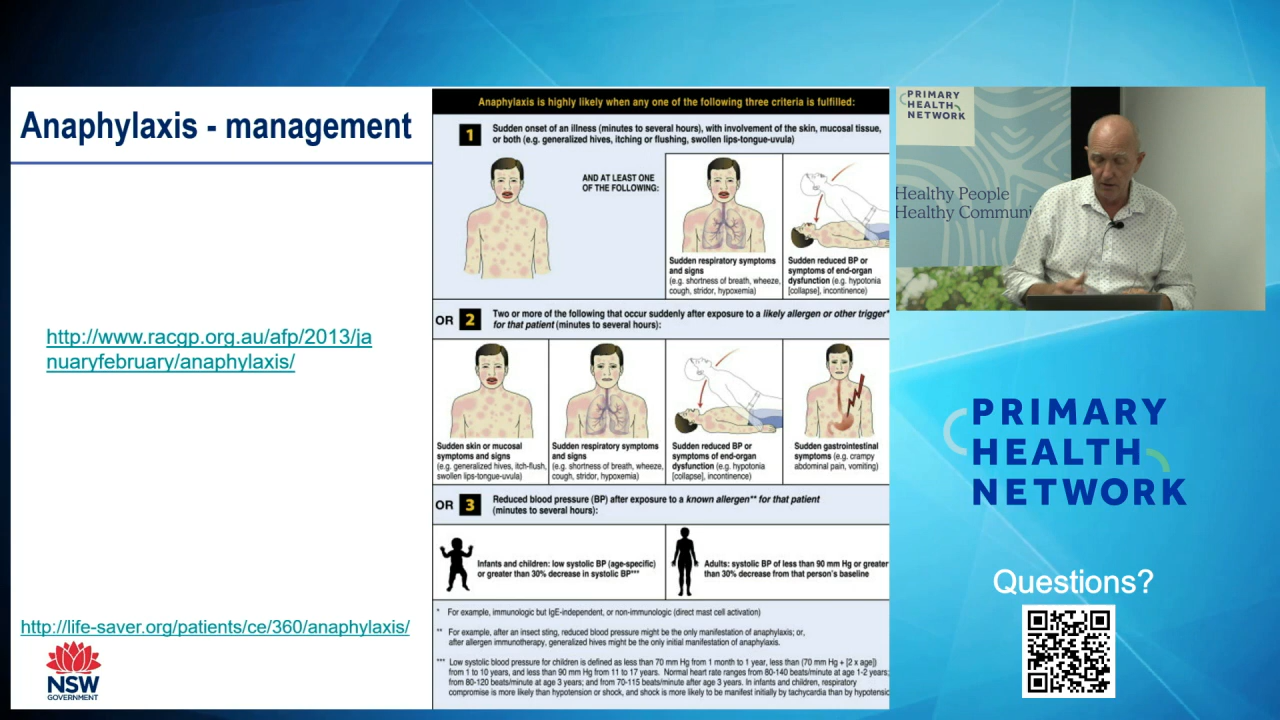 Anaphylaxis - management
http://www.racgp.org.au/afp/2013/ja
nuaryfebruary/anaphylaxis/
http://life-saver.org/patients/ce/360/anaphylaxis/
NSW
GOVERNMENT
Anaphylaxis is highly likely when any one of the following three criteria is fulfilled:
1
Sudden onset of an illness (minutes to several hours), with involvement of the skin, mucosal tissue,
or both (e.g. generalized hives, itching or flushing, swollen lips-tongue-uvula)
AND AT LEAST ONE
OF THE FOLLOWING:
Sudden respiratory symptoms
and signs
(e.g. shortness of breath, wheeze,
cough, stridor, hypoxemia)
Sudden reduced BP or
symptoms of end-organ
dysfunction (e.g. hypotonia
[collapse], incontinence)
OR 2
Two or more of the following that occur suddenly after exposure to a likely allergen or other trigger*
for that patient (minutes to several hours):
Sudden skin or mucosal
symptoms and signs
(e.g. generalized hives, itch-flush,
swollen lips-tongue-uvula)
Sudden respiratory symptoms
and signs
(e.g. shortness of breath, wheeze,
cough, stridor, hypoxemia)
Sudden reduced BP or
symptoms of end-organ
dysfunction (e.g. hypotonia
[collapse], incontinence)
Sudden gastrointestinal
symptoms (e.g. crampy
abdominal pain, vomiting)
OR 3
Reduced blood pressure (BP) after exposure to a known allergen** for that patient
(minutes to several hours):
Infants and children: low systolic BP (age-specific)
or greater than 30% decrease in systolic BP***
Adults: systolic BP of less than 90 mm Hg or greater
than 30% decrease from that person's baseline
* For example, immunologic but IgE-independent, or non-immunologic (direct mast cell activation)
** For example, after an insect sting, reduced blood pressure might be the only manifestation of anaphylaxis; or,
after allergen immunotherapy, generalized hives might be the only initial manifestation of anaphylaxis.
*** Low systolic blood pressure for children is defined as less than 70 mm Hg from 1 month to 1 year, less than (70 mm Hg + [2 x age])
from 1 to 10 years, and less than 90 mm Hg from 11 to 17 years. Normal heart rate ranges from 80-140 beats/minute at age 1-2 years;
from 80-120 beats/minute at age 3 years; and from 70-115 beats/minute after age 3 years. In infants and children, respiratory
compromise is more likely than hypotension or shock, and shock is more likely to be manifest initially by tachycardia than by hypotensio
PRIMARY
HEALTH
NETWORK
Healthy People
Healthy Communi
PRIMARY
HEALTH
NETWORK
Questions?